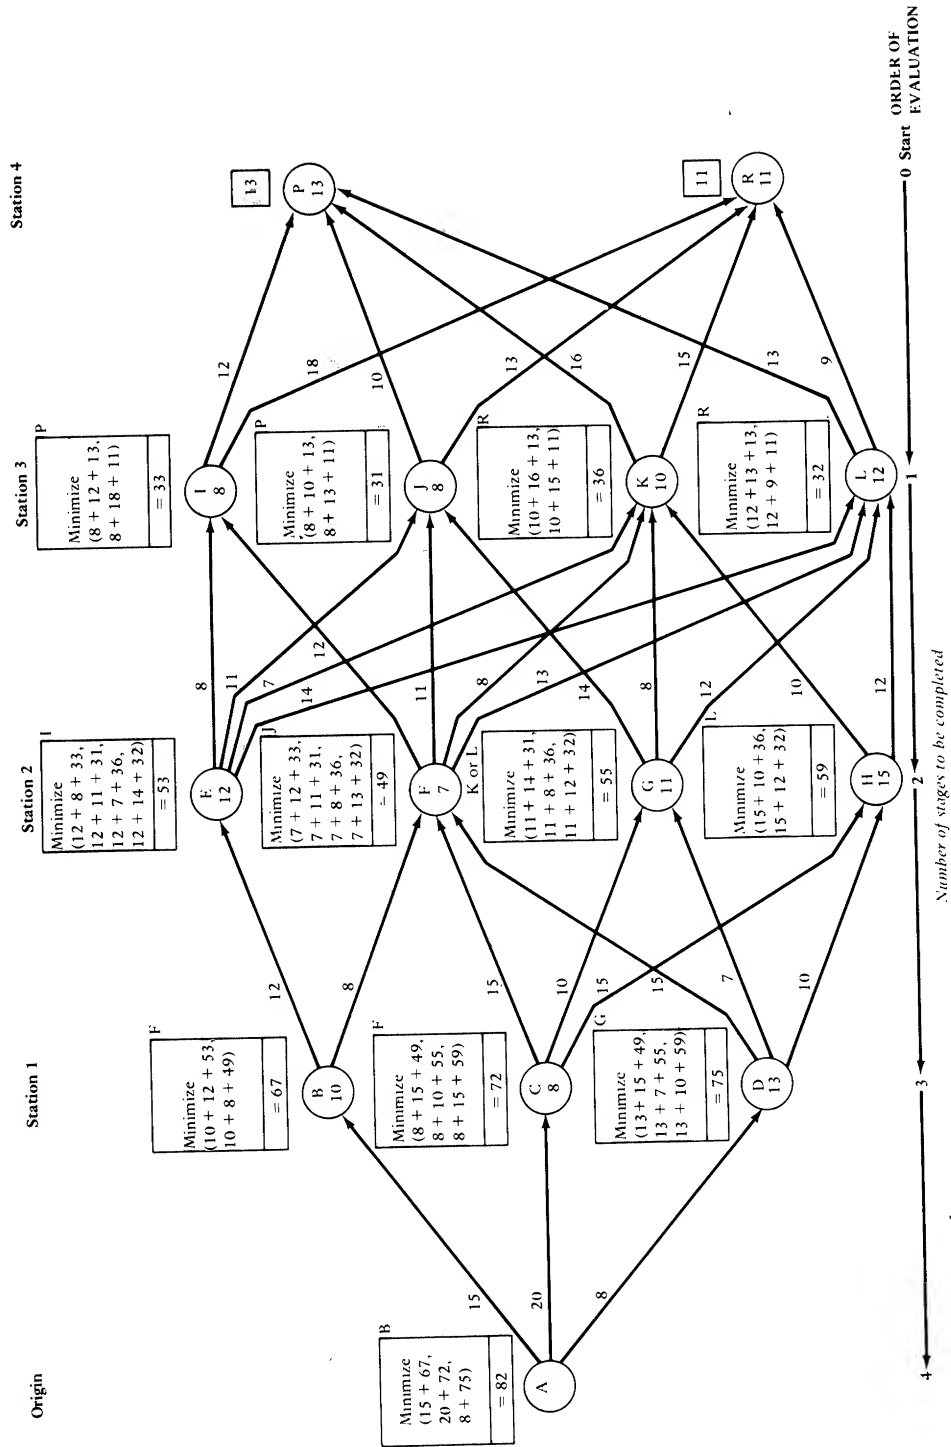 Origin
Station 1
Station 2
Station 3
Station 4
B
Minimize
(15 + 67,
20 + 72,
8 + 75)
= 82
A
15
20
8
F
Minimize
(10 + 12 + 53,
10 + 8 + 49)
= 67
B
10
F
Minimize
(8 + 15 + 49,
8 + 10 + 55,
8 + 15 + 59)
= 72
C
8
G
Minimize
(13 + 15 + 49,
13 + 7 + 55,
13 + 10 + 59)
= 75
D
13
12
8
15
10
15
15
7
10
I
Minimize
(12 + 8 + 33,
12 + 11 + 31,
12 + 7 + 36,
12 + 14 + 32)
= 53
E
12
J
Minimize
(7 + 12 + 33,
7 + 11 + 31,
7 + 8 + 36,
7 + 13 + 32)
= 49
F
7
K or L
Minimize
(11 + 14 + 31,
11 + 8 + 36,
11 + 12 + 32)
= 55
G
11
L
Minimize
(15 + 10 + 36,
15 + 12 + 32)
= 59
H
15
8
11
7
14
12
11
8
13
14
8
12
10
12
P
Minimize
(8 + 12 + 13,
8 + 18 + 11)
= 33
I
8
P
Minimize
(8 + 10 + 13,
8 + 13 + 11)
= 31
J
8
R
Minimize
(10 + 16 + 13,
10 + 15 + 11)
= 36
K
10
R
Minimize
(12 + 13 + 13,
12 + 9 + 11)
= 32
L
12
12
18
10
13
16
15
13
9
13
P
13
11
R
11
4
3
2
1
0 Start
ORDER OF
EVALUATION
Number of stages to be completed